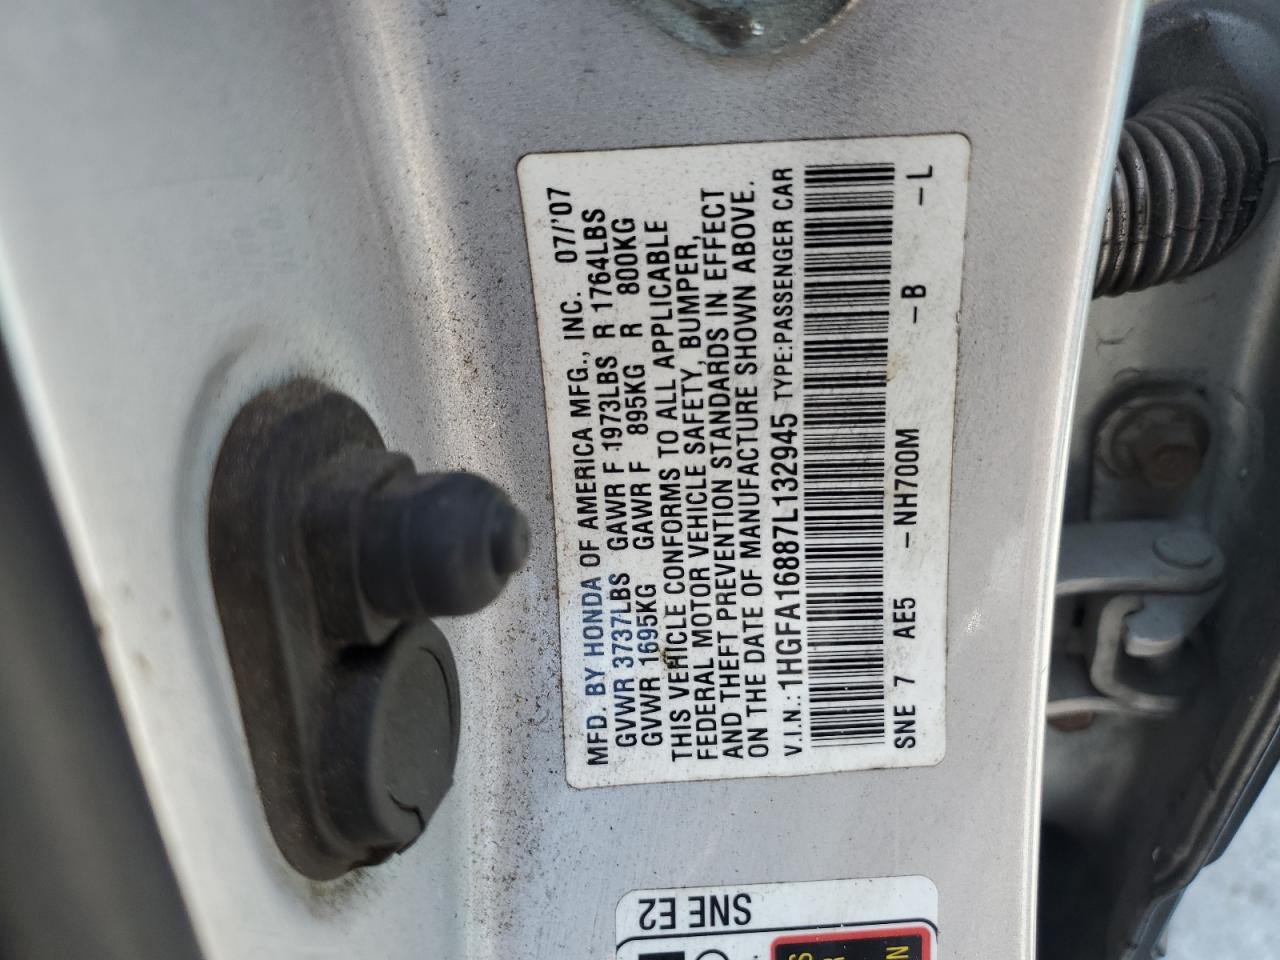 MFD. BY HONDA OF AMERICA MFG., INC. 07/'07
GVWR 3737LBS GAWR F 1973LBS R 1764LBS
GVWR 1695KG GAWR F 895KG R 800KG
THIS VEHICLE CONFORMS TO ALL APPLICABLE
FEDERAL MOTOR VEHICLE SAFETY, BUMPER,
AND THEFT PREVENTION STANDARDS IN EFFECT
ON THE DATE OF MANUFACTURE SHOWN ABOVE.
V.I.N.: 1HGFA16887L132945 TYPE:PASSENGER CAR
SNE 7 AE5 -NH700M -B -L
SNE E2